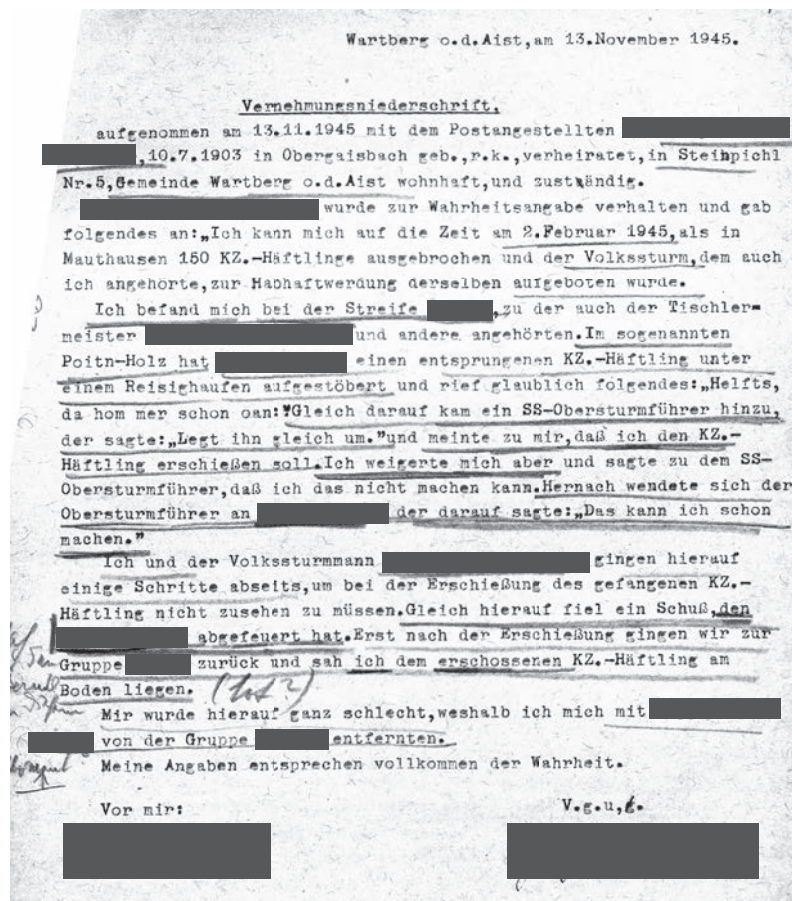 Wartberg o.d.Aist,am 13.November 1945.
Vernehmungsniederschrift.
aufgenommen am 13.11.1945 mit dem Postangestellten
,10.7.1903 in Obergaisbach geb.,r.k.,verheiratet,in Steinpichl
Nr.5,Gemeinde Wartberg o.d.Aist wohnhaft,und zuständig.
wurde zur Wahrheitsangabe verhalten und gab
folgendes an:„Ich kann mich auf die Zeit am 2.Februar 1945,als in
Mauthausen 150 KZ.-Häftlinge ausgebrochen und der Volkssturm,dem auch
ich angehörte,zur Habhaftwerdung derselben aufgeboten wurde.
Ich befand mich bei der Streife ,zu der auch der Tischler=
meister und andere angehörten.Im sogenannten
Poitn-Holz hat einen entsprungenen KZ.-Häftling unter
einem Reisighaufen aufgestöbert und rief glaublich folgendes:„Helfts,
da hom mer schon oan:"Gleich darauf kam ein SS-Obersturmführer hinzu,
der sagte:„Legt ihn gleich um."und meinte zu mir,daß ich den KZ.-
Häftling erschießen soll.Ich weigerte mich aber und sagte zu dem SS-
Obersturmführer,daß ich das nicht machen kann.Hernach wendete sich der
Obersturmführer an der darauf sagte:„Das kann ich schon
machen."
Ich und der Volkssturmmann gingen hierauf
einige Schritte abseits,um bei der Erschießung des gefangenen KZ.-
Häftling nicht zusehen zu müssen.Gleich hierauf fiel ein Schuß,den
abgefeuert hat.Erst nach der Erschießung gingen wir zur
Gruppe zurück und sah ich dem erschossenen KZ.-Häftling am
Boden liegen. (tot?)
Mir wurde hierauf ganz schlecht,weshalb ich mich mit
von der Gruppe entfernten.
Meine Angaben entsprechen vollkommen der Wahrheit.
Vor mir: V.g.u,g.